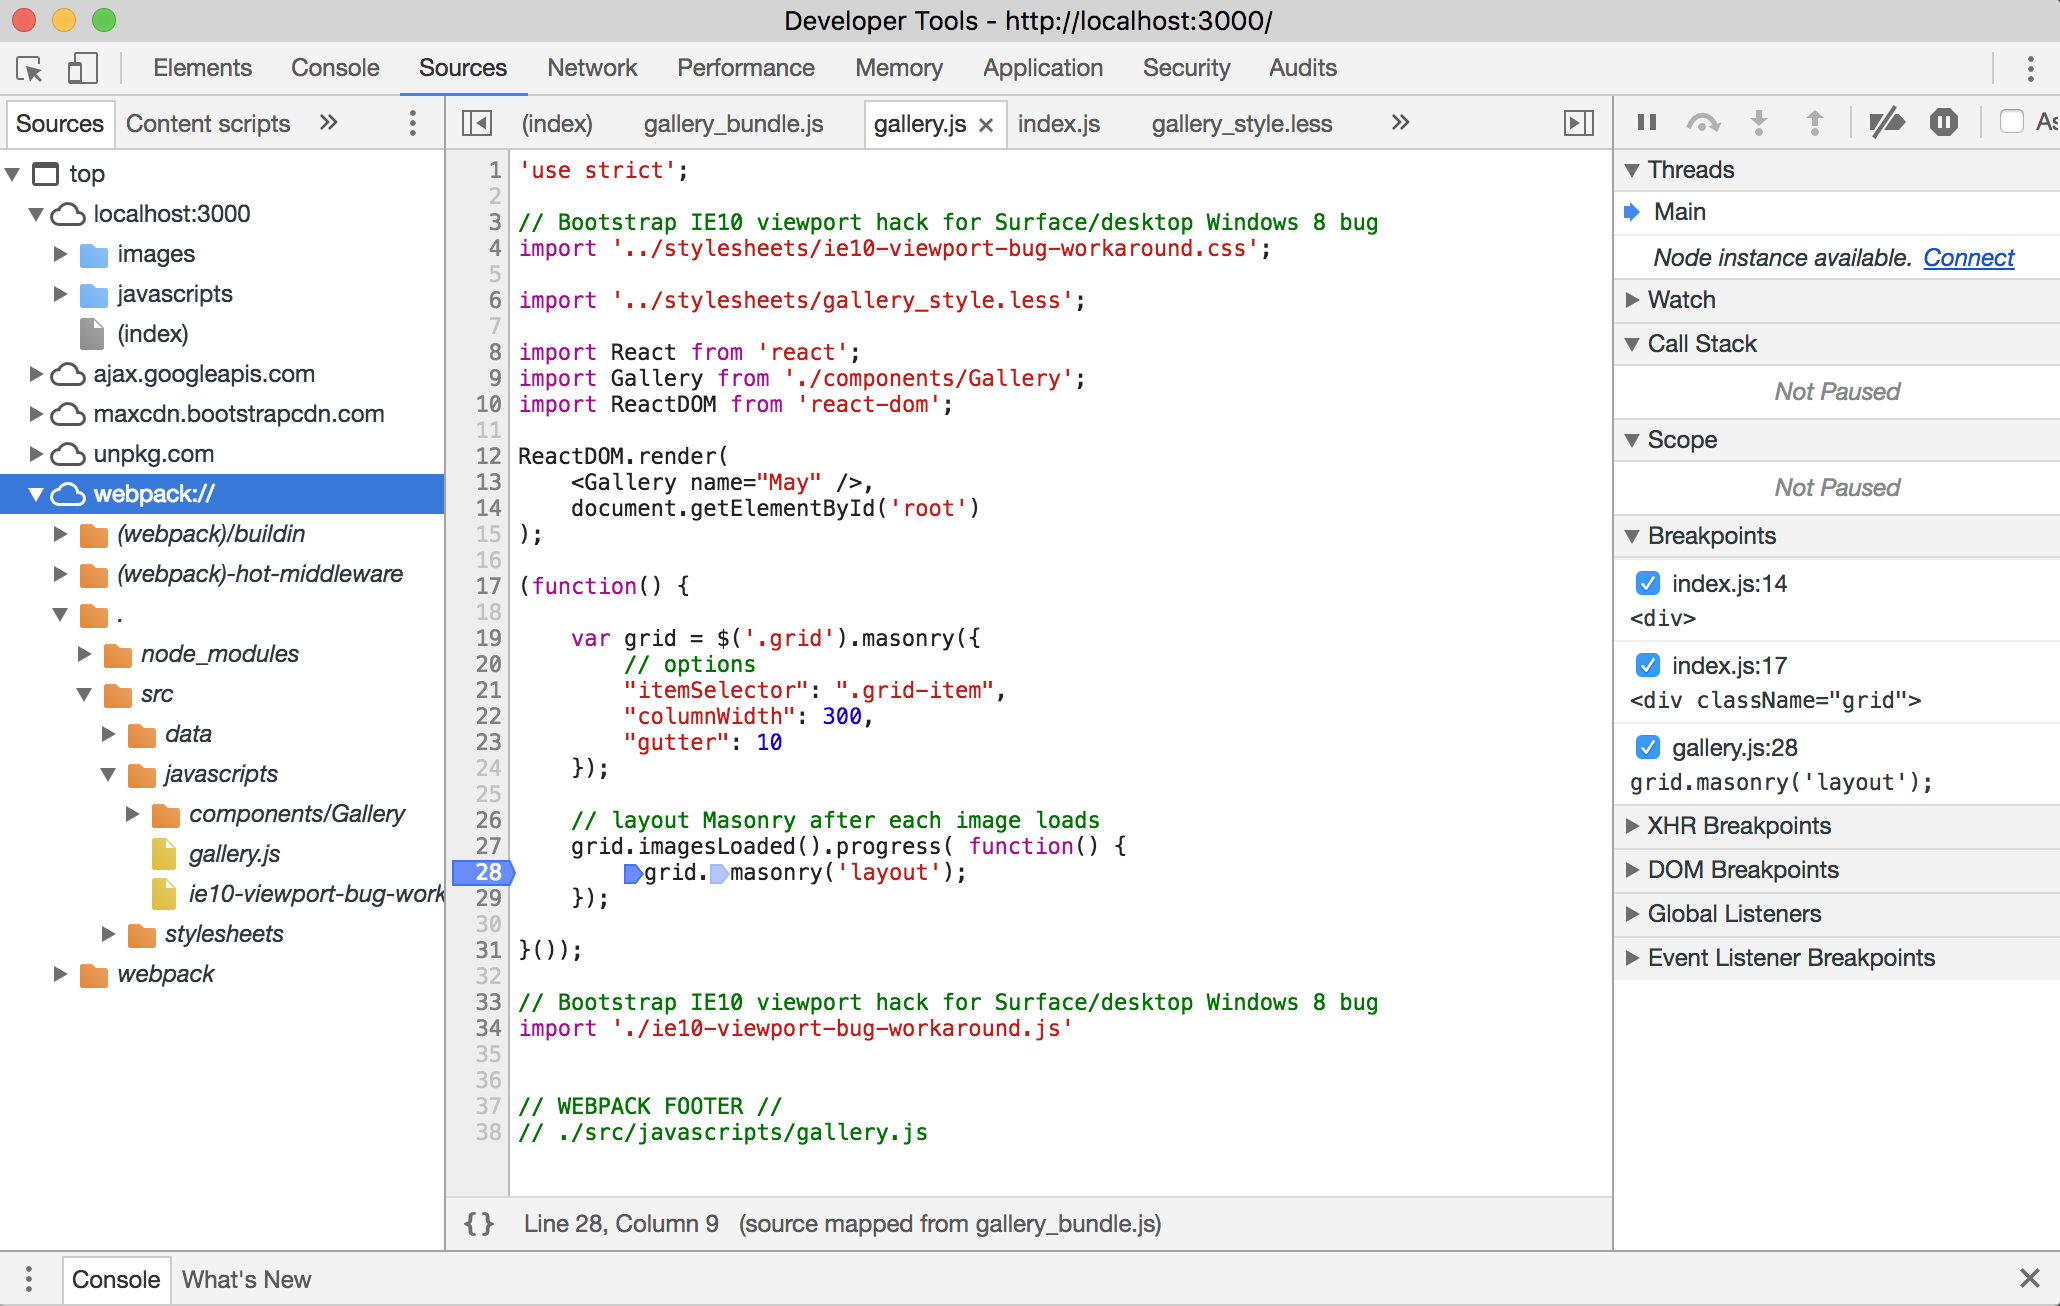 Developer Tools - http://localhost:3000/
Elements Console Sources Network Performance Memory Application Security Audits
Sources Content scripts »
top
localhost:3000
images
javascripts
(index)
ajax.googleapis.com
maxcdn.bootstrapcdn.com
unpkg.com
webpack://
(webpack)/buildin
(webpack)-hot-middleware
.
node_modules
src
data
javascripts
components/Gallery
gallery.js
ie10-viewport-bug-work
stylesheets
webpack
(index) gallery_bundle.js gallery.js × index.js gallery_style.less »
1 'use strict';
2
3 // Bootstrap IE10 viewport hack for Surface/desktop Windows 8 bug
4 import '../stylesheets/ie10-viewport-bug-workaround.css';
5
6 import '../stylesheets/gallery_style.less';
7
8 import React from 'react';
9 import Gallery from './components/Gallery';
10 import ReactDOM from 'react-dom';
11
12 ReactDOM.render(
13     <Gallery name="May" />,
14     document.getElementById('root')
15 );
16
17 (function() {
18
19     var grid = $('.grid').masonry({
20         // options
21         "itemSelector": ".grid-item",
22         "columnWidth": 300,
23         "gutter": 10
24     });
25
26     // layout Masonry after each image loads
27     grid.imagesLoaded().progress( function() {
28         grid.masonry('layout');
29     });
30
31 }());
32
33 // Bootstrap IE10 viewport hack for Surface/desktop Windows 8 bug
34 import './ie10-viewport-bug-workaround.js'
35
36
37 // WEBPACK FOOTER //
38 // ./src/javascripts/gallery.js
{} Line 28, Column 9 (source mapped from gallery_bundle.js)
As
Threads
Main
Node instance available. Connect
Watch
Call Stack
Not Paused
Scope
Not Paused
Breakpoints
index.js:14
<div>
index.js:17
<div className="grid">
gallery.js:28
grid.masonry('layout');
XHR Breakpoints
DOM Breakpoints
Global Listeners
Event Listener Breakpoints
Console What's New